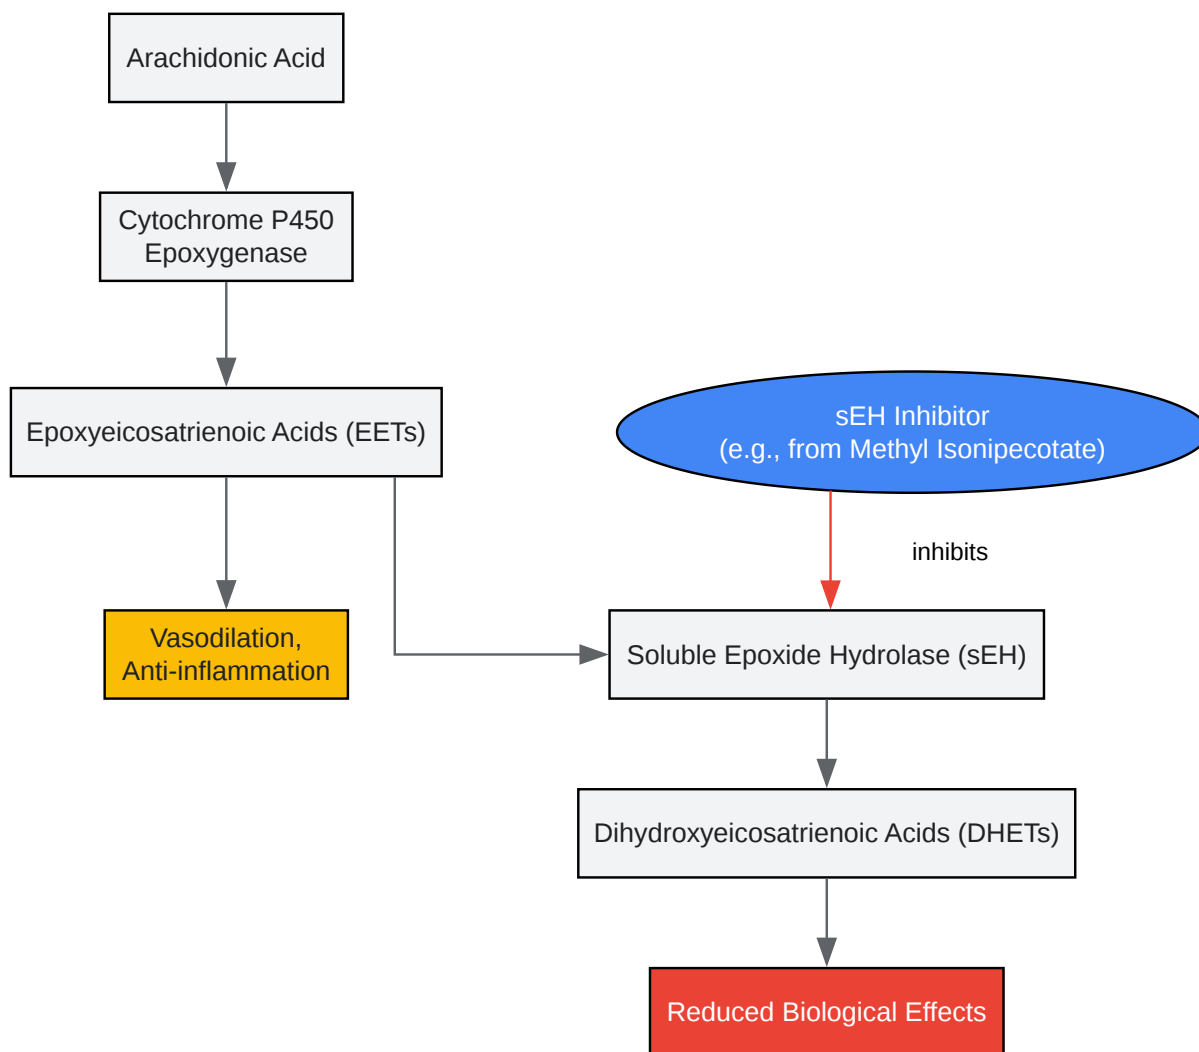 Arachidonic Acid
Cytochrome P450
Epoxygenase
Epoxyeicosatrienoic Acids (EETs)
sEH Inhibitor
(e.g., from Methyl Isonipecotate)
inhibits
Vasodilation,
Anti-inflammation
Soluble Epoxide Hydrolase (sEH)
Dihydroxyeicosatrienoic Acids (DHETs)
Reduced Biological Effects